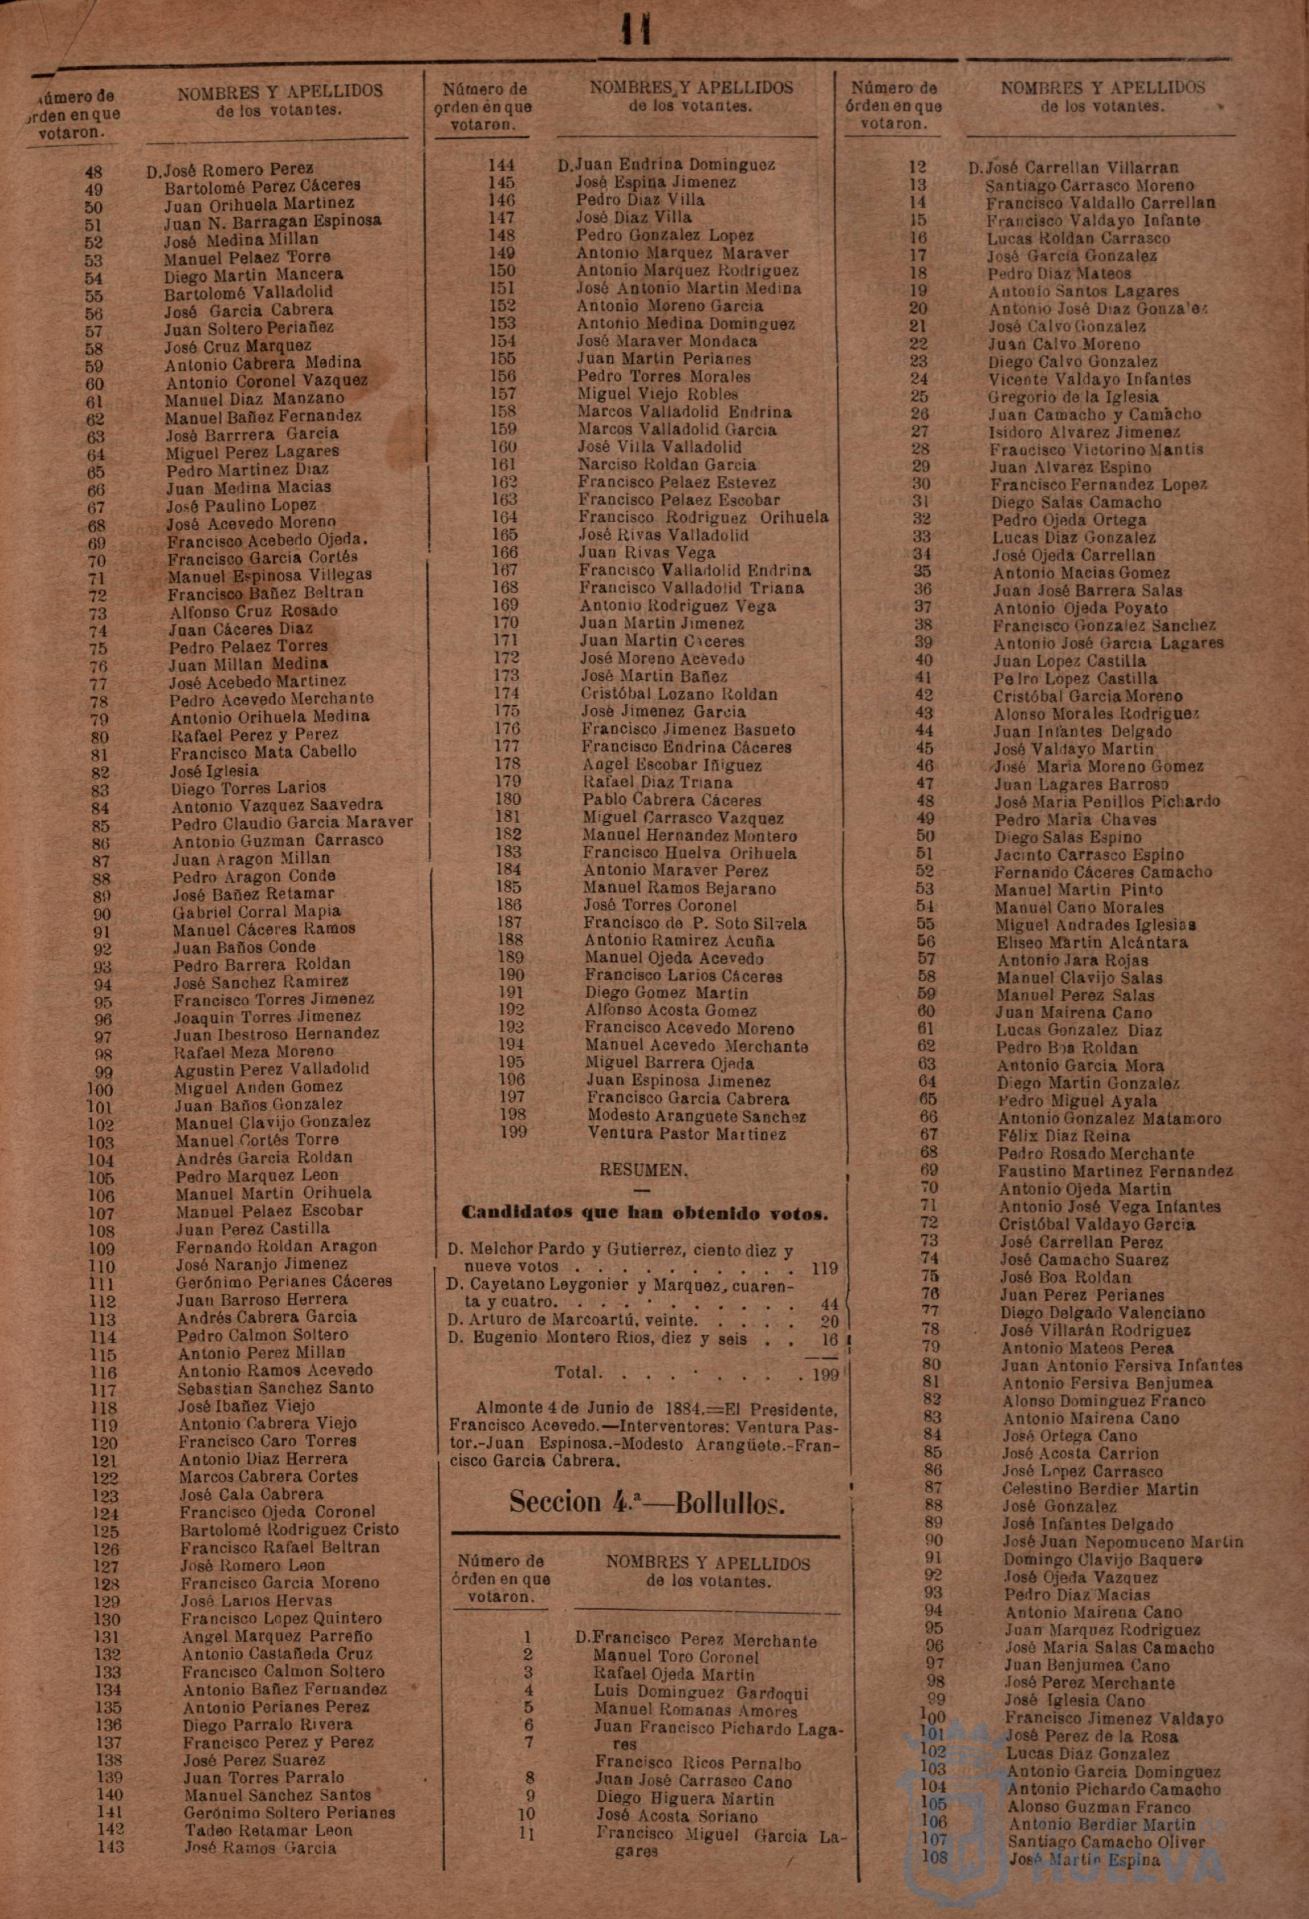 11
Número de
órden en que
votaron.
NOMBRES Y APELLIDOS
de los votantes.
48 D. José Romero Perez
49 Bartolomé Perez Cáceres
50 Juan Orihuela Martinez
51 Juan N. Barragan Espinosa
52 José Medina Millan
53 Manuel Pelaez Torre
54 Diego Martin Mancera
55 Bartolomé Valladolid
56 José Garcia Cabrera
57 Juan Soltero Periañez
58 José Cruz Marquez
59 Antonio Cabrera Medina
60 Antonio Coronel Vazquez
61 Manuel Diaz Manzano
62 Manuel Bañez Fernandez
63 José Barrrera Garcia
64 Miguel Perez Lagares
65 Pedro Martinez Diaz
66 Juan Medina Macias
67 José Paulino Lopez
68 José Acevedo Moreno
69 Francisco Acebedo Ojeda.
70 Francisco Garcia Cortés
71 Manuel Espinosa Villegas
72 Francisco Bañez Beltran
73 Alfonso Cruz Rosado
74 Juan Cáceres Diaz
75 Pedro Pelaez Torres
76 Juan Millan Medina
77 José Acebedo Martinez
78 Pedro Acevedo Merchante
79 Antonio Orihuela Medina
80 Rafael Perez y Perez
81 Francisco Mata Cabello
82 José Iglesia
83 Diego Torres Larios
84 Antonio Vazquez Saavedra
85 Pedro Claudio Garcia Maraver
86 Antonio Guzman Carrasco
87 Juan Aragon Millan
88 Pedro Aragon Conde
89 José Bañez Retamar
90 Gabriel Corral Mapia
91 Manuel Cáceres Ramos
92 Juan Baños Conde
93 Pedro Barrera Roldan
94 José Sanchez Ramirez
95 Francisco Torres Jimenez
96 Joaquin Torres Jimenez
97 Juan Ibestroso Hernandez
98 Rafael Meza Moreno
99 Agustin Perez Valladolid
100 Miguel Anden Gomez
101 Juan Baños Gonzalez
102 Manuel Clavijo Gonzalez
103 Manuel Cortés Torre
104 Andrés Garcia Roldan
105 Pedro Marquez Leon
106 Manuel Martin Orihuela
107 Manuel Pelaez Escobar
108 Juan Perez Castilla
109 Fernando Roldan Aragon
110 José Naranjo Jimenez
111 Gerónimo Perianes Cáceres
112 Juan Barroso Herrera
113 Andrés Cabrera Garcia
114 Pedro Calmon Soltero
115 Antonio Perez Millan
116 Antonio Ramos Acevedo
117 Sebastian Sanchez Santo
118 José Ibañez Viejo
119 Antonio Cabrera Viejo
120 Francisco Caro Torres
121 Antonio Diaz Herrera
122 Marcos Cabrera Cortes
123 José Cala Cabrera
124 Francisco Ojeda Coronel
125 Bartolomé Rodriguez Cristo
126 Francisco Rafael Beltran
127 José Romero Leon
128 Francisco Garcia Moreno
129 José Larios Hervas
130 Francisco Lopez Quintero
131 Angel Marquez Parreño
132 Antonio Castañeda Cruz
133 Francisco Calmon Soltero
134 Antonio Bañez Fernandez
135 Antonio Perianes Perez
136 Diego Parralo Rivera
137 Francisco Perez y Perez
138 José Perez Suarez
139 Juan Torres Parralo
140 Manuel Sanchez Santos
141 Gerónimo Soltero Perianes
142 Tadeo Retamar Leon
143 José Ramos Garcia
Número de
orden en que
votaron.
NOMBRES Y APELLIDOS
de los votantes.
144 D. Juan Endrina Dominguez
145 José Espina Jimenez
146 Pedro Diaz Villa
147 José Diaz Villa
148 Pedro Gonzalez Lopez
149 Antonio Marquez Maraver
150 Antonio Marquez Rodriguez
151 José Antonio Martin Medina
152 Antonio Moreno Garcia
153 Antonio Medina Dominguez
154 José Maraver Mondaca
155 Juan Martin Perianes
156 Pedro Torres Morales
157 Miguel Viejo Robles
158 Marcos Valladolid Endrina
159 Marcos Valladolid Garcia
160 José Villa Valladolid
161 Narciso Roldan Garcia
162 Francisco Pelaez Estevez
163 Francisco Pelaez Escobar
164 Francisco Rodriguez Orihuela
165 José Rivas Valladolid
166 Juan Rivas Vega
167 Francisco Valladolid Endrina
168 Francisco Valladolid Triana
169 Antonio Rodriguez Vega
170 Juan Martin Jimenez
171 Juan Martin Caceres
172 José Moreno Acevedo
173 José Martin Bañez
174 Cristóbal Lozano Roldan
175 José Jimenez Garcia
176 Francisco Jimenez Basueto
177 Francisco Endrina Cáceres
178 Angel Escobar Iñiguez
179 Rafael Diaz Triana
180 Pablo Cabrera Cáceres
181 Miguel Carrasco Vazquez
182 Manuel Hernandez Montero
183 Francisco Huelva Orihuela
184 Antonio Maraver Perez
185 Manuel Ramos Bejarano
186 José Torres Coronel
187 Francisco de P. Soto Silvela
188 Antonio Ramirez Acuña
189 Manuel Ojeda Acevedo
190 Francisco Larios Cáceres
191 Diego Gomez Martin
192 Alfonso Acosta Gomez
193 Francisco Acevedo Moreno
194 Manuel Acevedo Merchante
195 Miguel Barrera Ojeda
196 Juan Espinosa Jimenez
197 Francisco Garcia Cabrera
198 Modesto Aranguete Sanchez
199 Ventura Pastor Martinez
RESUMEN.
Candidatos que han obtenido votos.
D. Melchor Pardo y Gutierrez, ciento diez y
nueve votos . . . . . . . . . . 119
D. Cayetano Leygonier y Marquez, cuaren-
ta y cuatro. . . . . . . . . . . 44
D. Arturo de Marcoartú, veinte. . . . . 20
D. Eugenio Montero Rios, diez y seis . . 16
Total. . . . . . . . . 199
Almonte 4 de Junio de 1884.=El Presidente,
Francisco Acevedo.—Interventores: Ventura Pas-
tor.-Juan Espinosa.-Modesto Arangüete.-Fran-
cisco Garcia Cabrera.
Seccion 4.ª—Bollullos.
Número de
órden en que
votaron.
NOMBRES Y APELLIDOS
de los votantes.
1 D. Francisco Perez Merchante
2 Manuel Toro Coronel
3 Rafael Ojeda Martin
4 Luis Dominguez Gardoqui
5 Manuel Romanas Amores
6 Juan Francisco Pichardo Laga-
7 res
Francisco Ricos Pernalbo
8 Juan José Carrasco Cano
9 Diego Higuera Martin
10 José Acosta Soriano
11 Francisco Miguel Garcia La-
gares
Número de
órden en que
votaron.
NOMBRES Y APELLIDOS
de los votantes.
12 D. José Carrellan Villarran
13 Santiago Carrasco Moreno
14 Francisco Valdallo Carrellan
15 Francisco Valdayo Infante
16 Lucas Roldan Carrasco
17 José Garcia Gonzalez
18 Pedro Diaz Mateos
19 Antonio Santos Lagares
20 Antonio José Diaz Gonzalez
21 José Calvo Gonzalez
22 Juan Calvo Moreno
23 Diego Calvo Gonzalez
24 Vicente Valdayo Infantes
25 Gregorio de la Iglesia
26 Juan Camacho y Camacho
27 Isidoro Alvarez Jimenez
28 Francisco Victorino Mantis
29 Juan Alvarez Espino
30 Francisco Fernandez Lopez
31 Diego Salas Camacho
32 Pedro Ojeda Ortega
33 Lucas Diaz Gonzalez
34 José Ojeda Carrellan
35 Antonio Macias Gomez
36 Juan José Barrera Salas
37 Antonio Ojeda Poyato
38 Francisco Gonzalez Sanchez
39 Antonio José Garcia Lagares
40 Juan Lopez Castilla
41 Pedro Lopez Castilla
42 Cristóbal Garcia Moreno
43 Alonso Morales Rodriguez
44 Juan Infantes Delgado
45 José Valdayo Martin
46 José Maria Moreno Gomez
47 Juan Lagares Barroso
48 José Maria Penillos Pichardo
49 Pedro Maria Chaves
50 Diego Salas Espino
51 Jacinto Carrasco Espino
52 Fernando Cáceres Camacho
53 Manuel Martin Pinto
54 Manuel Cano Morales
55 Miguel Andrades Iglesias
56 Eliseo Martin Alcántara
57 Antonio Jara Rojas
58 Manuel Clavijo Salas
59 Manuel Perez Salas
60 Juan Mairena Cano
61 Lucas Gonzalez Diaz
62 Pedro Boa Roldan
63 Antonio Garcia Mora
64 Diego Martin Gonzalez
65 Pedro Miguel Ayala
66 Antonio Gonzalez Matamoro
67 Félix Diaz Reina
68 Pedro Rosado Merchante
69 Faustino Martinez Fernandez
70 Antonio Ojeda Martin
71 Antonio José Vega Infantes
72 Cristóbal Valdayo Garcia
73 José Carrellan Perez
74 José Camacho Suarez
75 José Boa Roldan
76 Juan Perez Perianes
77 Diego Delgado Valenciano
78 José Villarán Rodriguez
79 Antonio Mateos Perea
80 Juan Antonio Fersiva Infantes
81 Antonio Fersiva Benjumea
82 Alonso Dominguez Franco
83 Antonio Mairena Cano
84 José Ortega Cano
85 José Acosta Carrion
86 José Lopez Carrasco
87 Celestino Berdier Martin
88 José Gonzalez
89 José Infantes Delgado
90 José Juan Nepomuceno Martin
91 Domingo Clavijo Baquero
92 José Ojeda Vazquez
93 Pedro Diaz Macias
94 Antonio Mairena Cano
95 Juan Marquez Rodriguez
96 José Maria Salas Camacho
97 Juan Benjumea Cano
98 José Perez Merchante
99 José Iglesia Cano
100 Francisco Jimenez Valdayo
101 José Perez de la Rosa
102 Lucas Diaz Gonzalez
103 Antonio Garcia Dominguez
104 Antonio Pichardo Camacho
105 Alonso Guzman Franco
106 Antonio Berdier Martin
107 Santiago Camacho Oliver
108 José Martin Espina
HUELVA